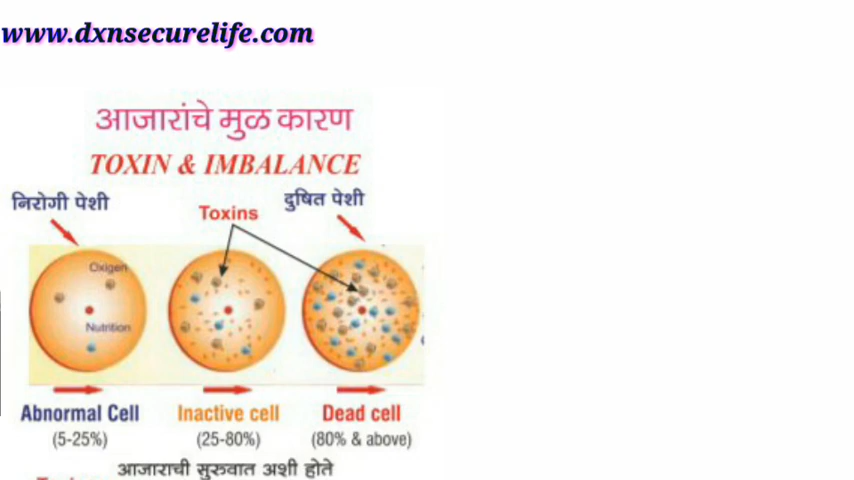 www.dxnsecurelife.com
आजारांचे मुळ कारण
TOXIN & IMBALANCE
निरोगी पेशी
दुषित पेशी
Toxins
Oxigen
Nutrition
Abnormal Cell
Inactive cell
Dead cell
(5-25%)
(25-80%)
(80% & above)
आजाराची सुरुवात अशी होते